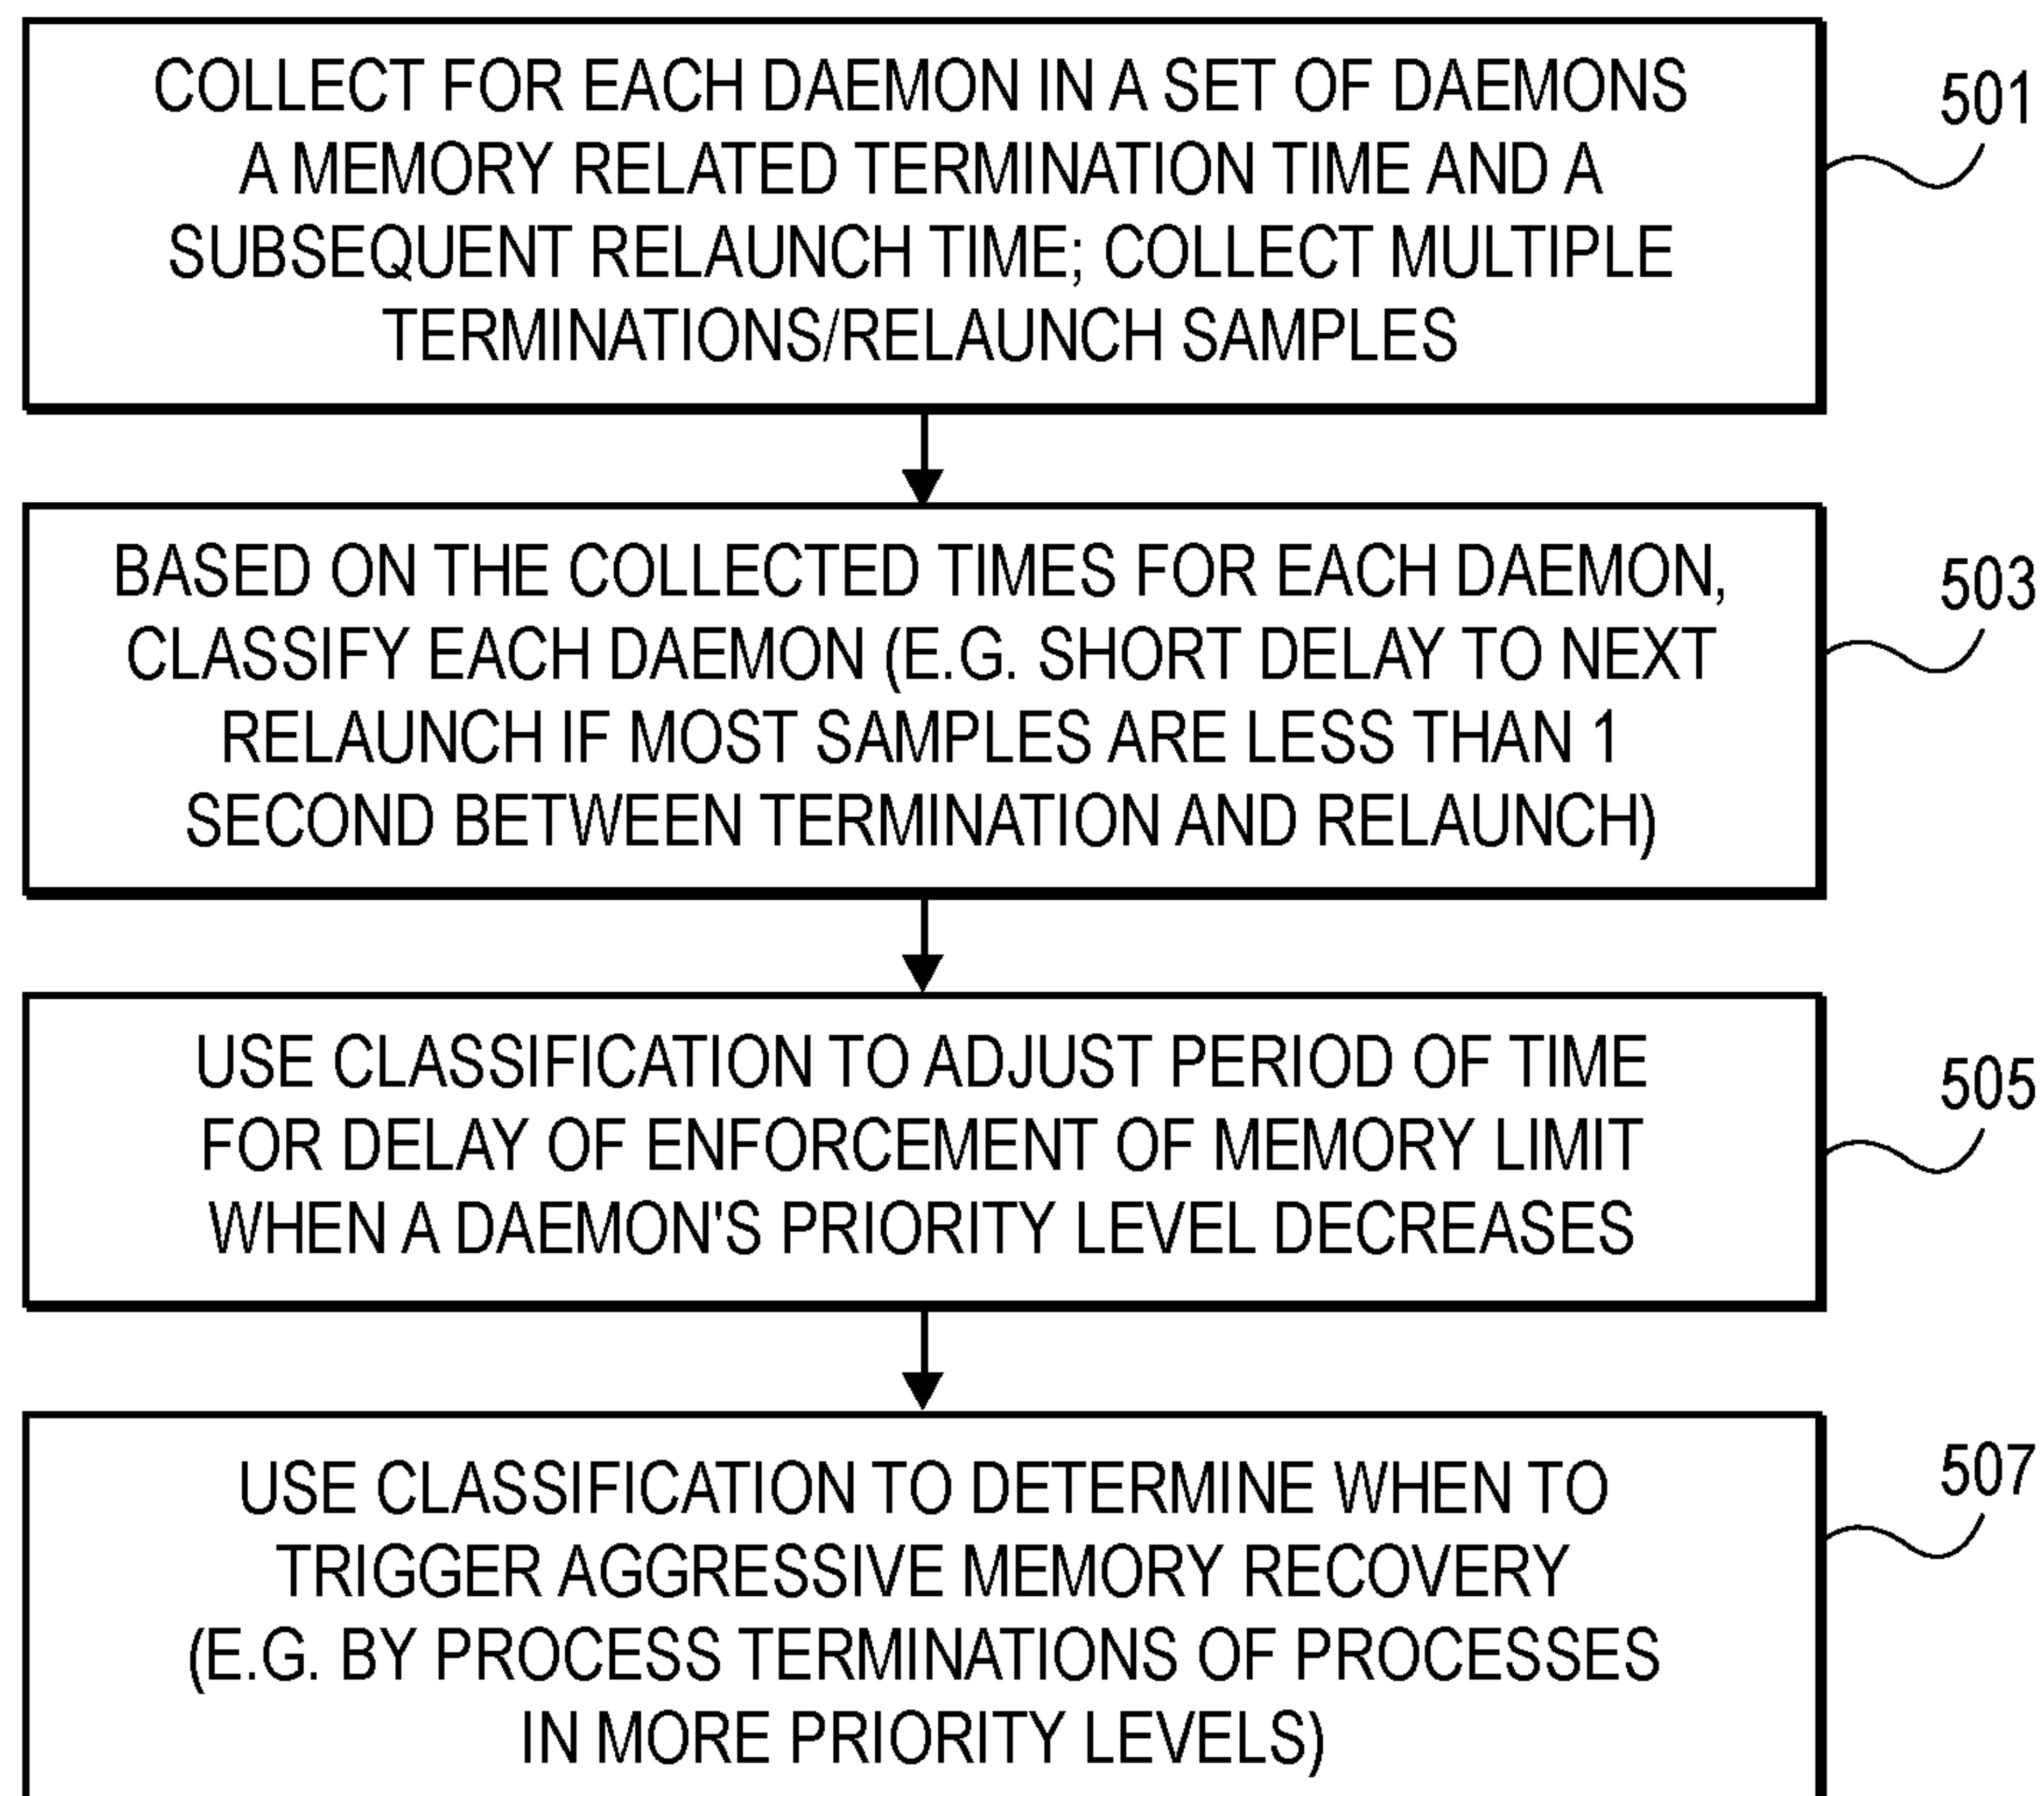 COLLECT FOR EACH DAEMON IN A SET OF DAEMONS
A MEMORY RELATED TERMINATION TIME AND A
SUBSEQUENT RELAUNCH TIME; COLLECT MULTIPLE
TERMINATIONS/RELAUNCH SAMPLES
501
BASED ON THE COLLECTED TIMES FOR EACH DAEMON,
CLASSIFY EACH DAEMON (E.G. SHORT DELAY TO NEXT
RELAUNCH IF MOST SAMPLES ARE LESS THAN 1
SECOND BETWEEN TERMINATION AND RELAUNCH)
503
USE CLASSIFICATION TO ADJUST PERIOD OF TIME
FOR DELAY OF ENFORCEMENT OF MEMORY LIMIT
WHEN A DAEMON'S PRIORITY LEVEL DECREASES
505
USE CLASSIFICATION TO DETERMINE WHEN TO
TRIGGER AGGRESSIVE MEMORY RECOVERY
(E.G. BY PROCESS TERMINATIONS OF PROCESSES
IN MORE PRIORITY LEVELS)
507